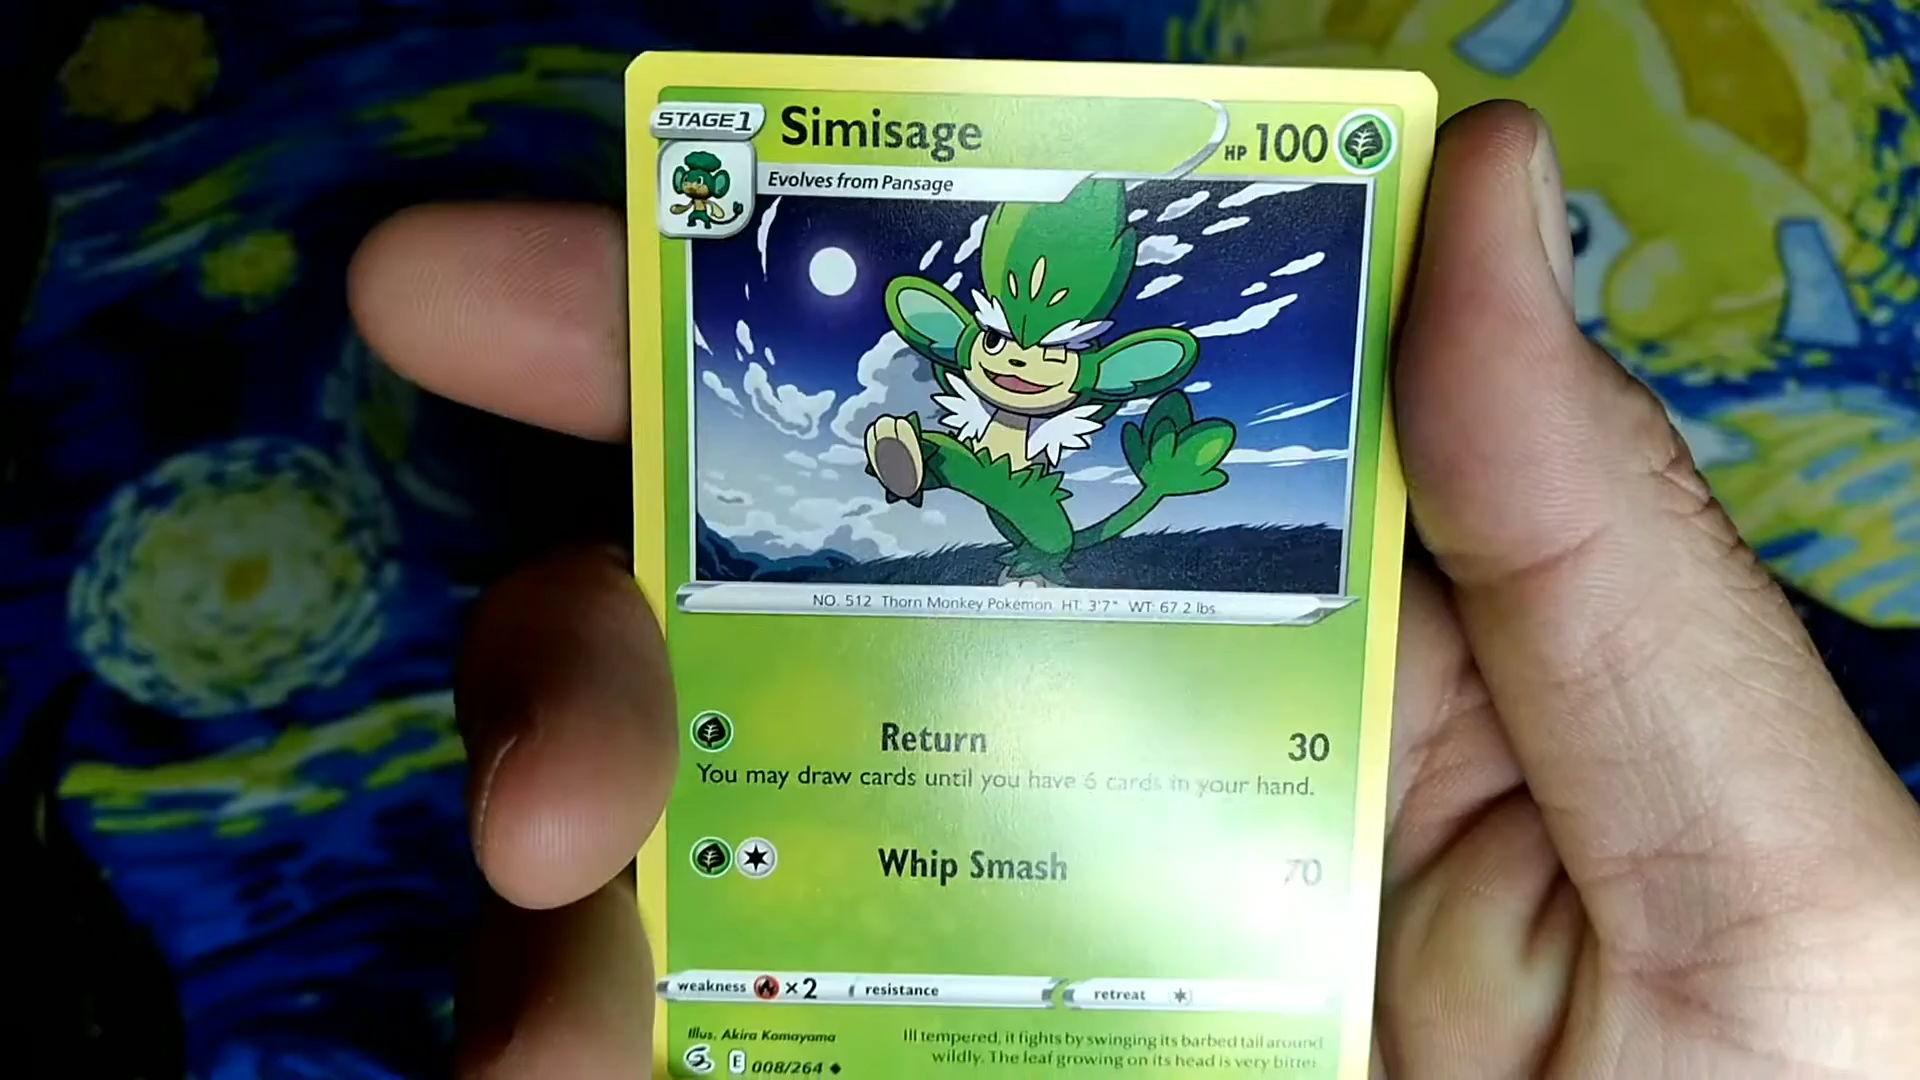 STAGE 1 Simisage HP 100
Evolves from Pansage
NO. 512 Thorn Monkey Pokémon HT: 3'7" WT: 67.2 lbs.
Return 30
You may draw cards until you have 6 cards in your hand.
Whip Smash 70
weakness ×2 resistance retreat
Illus. Akira Komayama
Ill tempered, it fights by swinging its barbed tail around
wildly. The leaf growing on its head is very bitter.
E 008/264